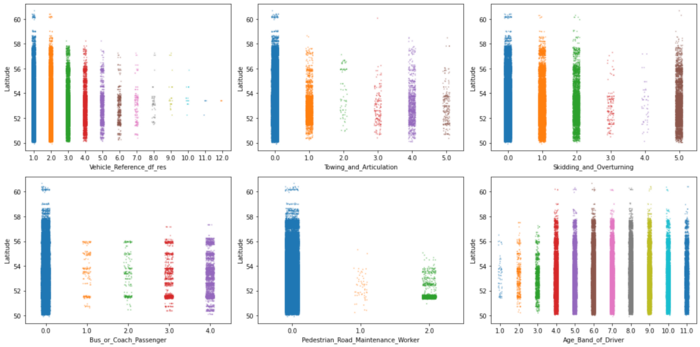 60
58
56
54
52
50
Latitude
1.0 2.0 3.0 4.0 5.0 6.0 7.0 8.0 9.0 10.0 11.0 12.0
Vehicle_Reference_df_res
60
58
56
54
52
50
Latitude
0.0 1.0 2.0 3.0 4.0 5.0
Towing_and_Articulation
60
58
56
54
52
50
Latitude
0.0 1.0 2.0 3.0 4.0 5.0
Skidding_and_Overturning
60
58
56
54
52
50
Latitude
0.0 1.0 2.0 3.0 4.0
Bus_or_Coach_Passenger
60
58
56
54
52
50
Latitude
0.0 1.0 2.0
Pedestrian_Road_Maintenance_Worker
60
58
56
54
52
50
Latitude
1.0 2.0 3.0 4.0 5.0 6.0 7.0 8.0 9.0 10.0 11.0
Age_Band_of_Driver